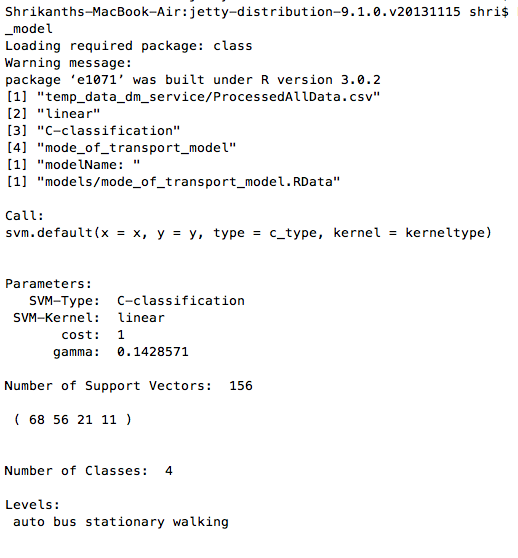 Shrikanths-MacBook-Air:jetty-distribution-9.1.0.v20131115 shri$
_model
Loading required package: class
Warning message:
package ‘e1071’ was built under R version 3.0.2
[1] "temp_data_dm_service/ProcessedAllData.csv"
[2] "linear"
[3] "C-classification"
[4] "mode_of_transport_model"
[1] "modelName: "
[1] "models/mode_of_transport_model.RData"
Call:
svm.default(x = x, y = y, type = c_type, kernel = kerneltype)
Parameters:
SVM-Type: C-classification
SVM-Kernel: linear
cost: 1
gamma: 0.1428571
Number of Support Vectors: 156
( 68 56 21 11 )
Number of Classes: 4
Levels:
auto bus stationary walking